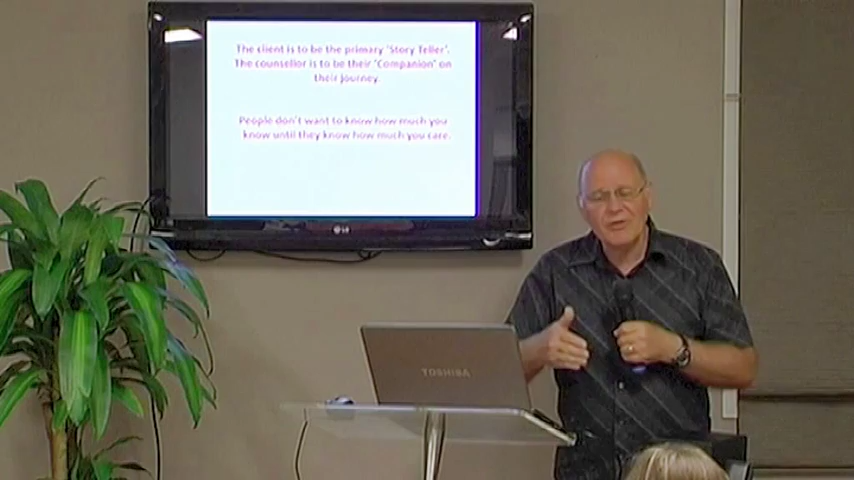 The client is to be the primary 'Story Teller'.
The counsellor is to be their 'Companion' on
their journey.
People don't want to know how much you
know until they know how much you care.
LG
TOSHIBA